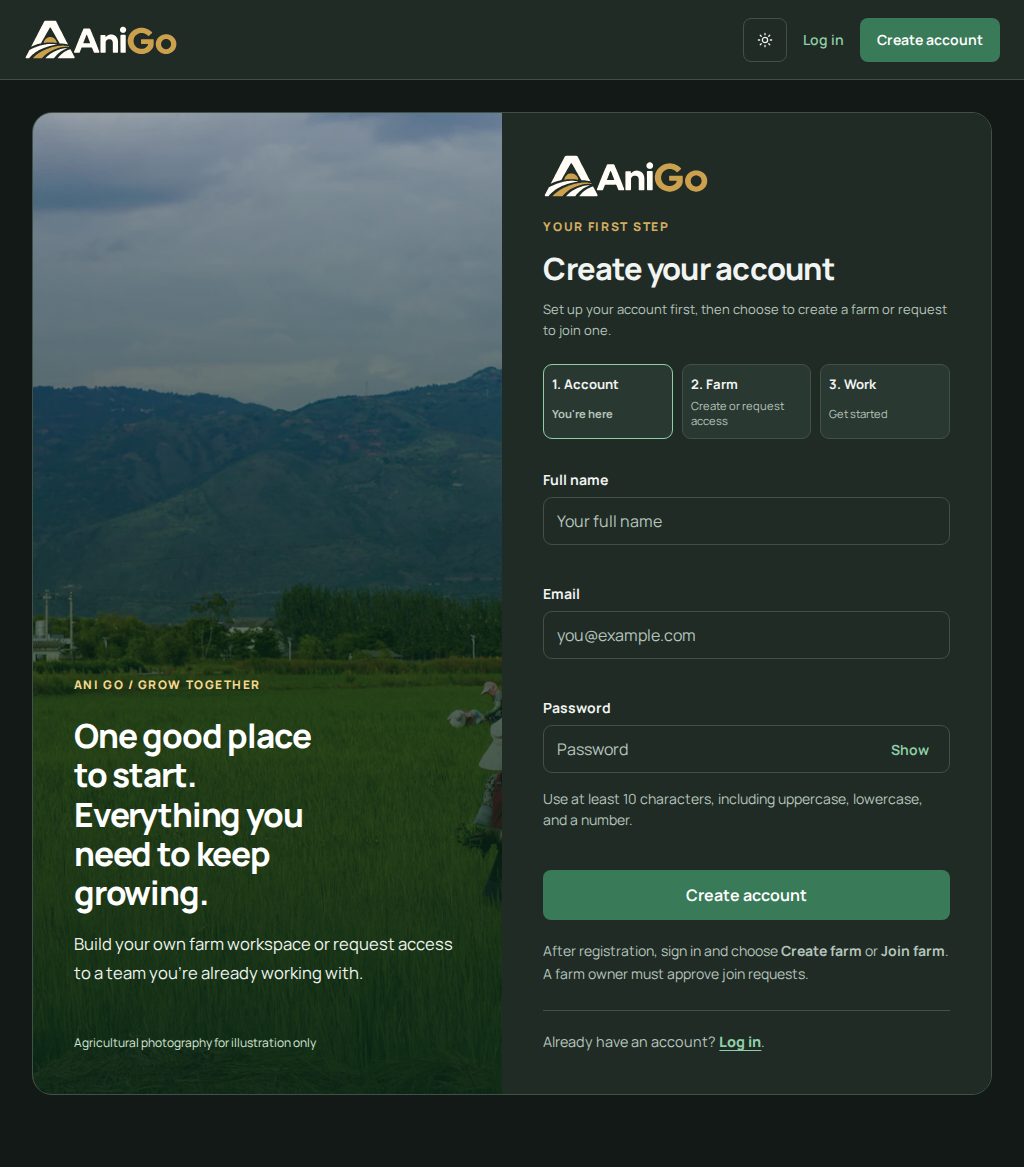 AniGo
Log in
Create account
ANI GO / GROW TOGETHER
One good place
to start.
Everything you
need to keep
growing.
Build your own farm workspace or request access
to a team you're already working with.
Agricultural photography for illustration only
AniGo
YOUR FIRST STEP
Create your account
Set up your account first, then choose to create a farm or request
to join one.
1. Account
You're here
2. Farm
Create or request
access
3. Work
Get started
Full name
Your full name
Email
you@example.com
Password
Password
Show
Use at least 10 characters, including uppercase, lowercase,
and a number.
Create account
After registration, sign in and choose Create farm or Join farm.
A farm owner must approve join requests.
Already have an account? Log in.